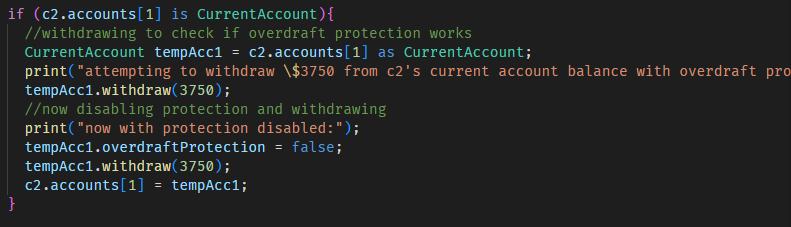 if (c2.accounts[1] is CurrentAccount){
//withdrawing to check if overdraft protection works
CurrentAccount tempAcc1 = c2.accounts[1] as CurrentAccount;
print("attempting to withdraw \$3750 from c2's current account balance with overdraft pro
tempAcc1.withdraw(3750);
//now disabling protection and withdrawing
print("now with protection disabled:");
tempAcc1.overdraftProtection = false;
tempAcc1.withdraw(3750);
c2.accounts[1] = tempAcc1;
}